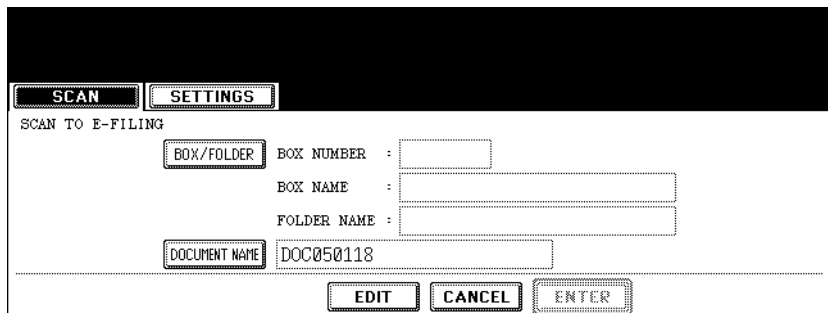 SCAN SETTINGS
SCAN TO E-FILING
BOX/FOLDER BOX NUMBER :
BOX NAME :
FOLDER NAME :
DOCUMENT NAME DOC050118
EDIT CANCEL ENTER